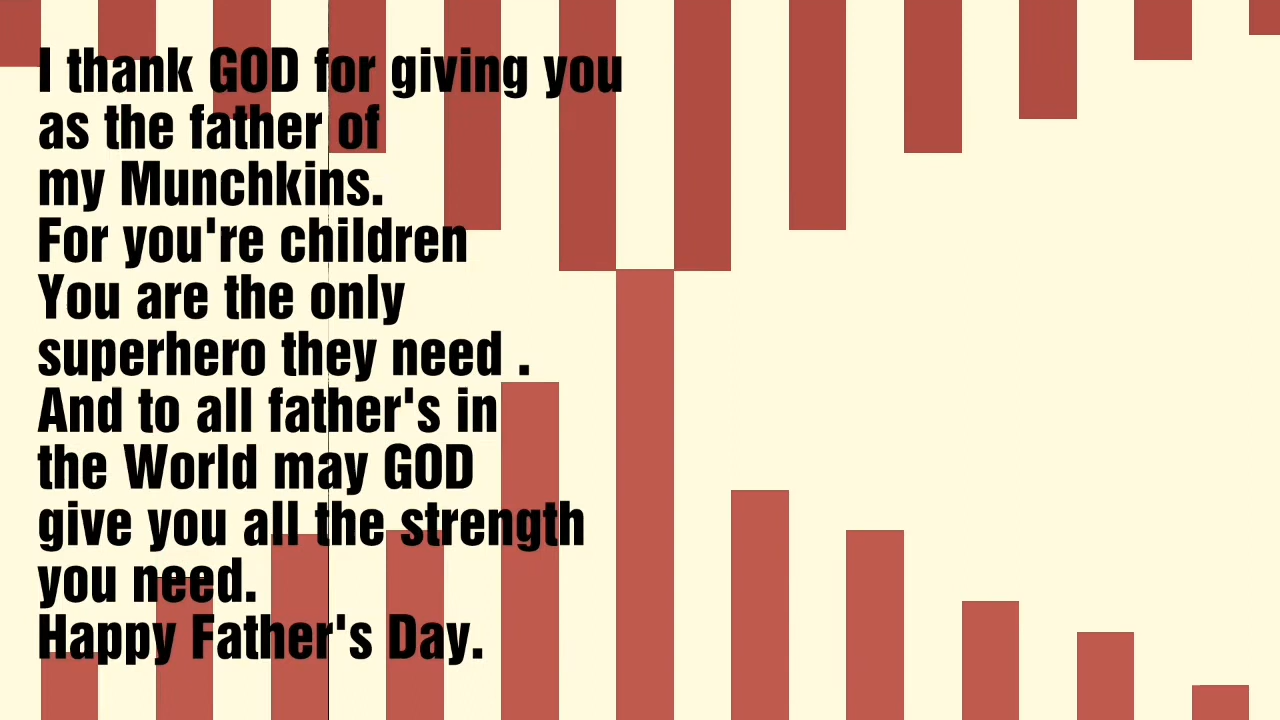 I thank GOD for giving you
as the father of
my Munchkins.
For you're children
You are the only
superhero they need .
And to all father's in
the World may GOD
give you all the strength
you need.
Happy Father's Day.